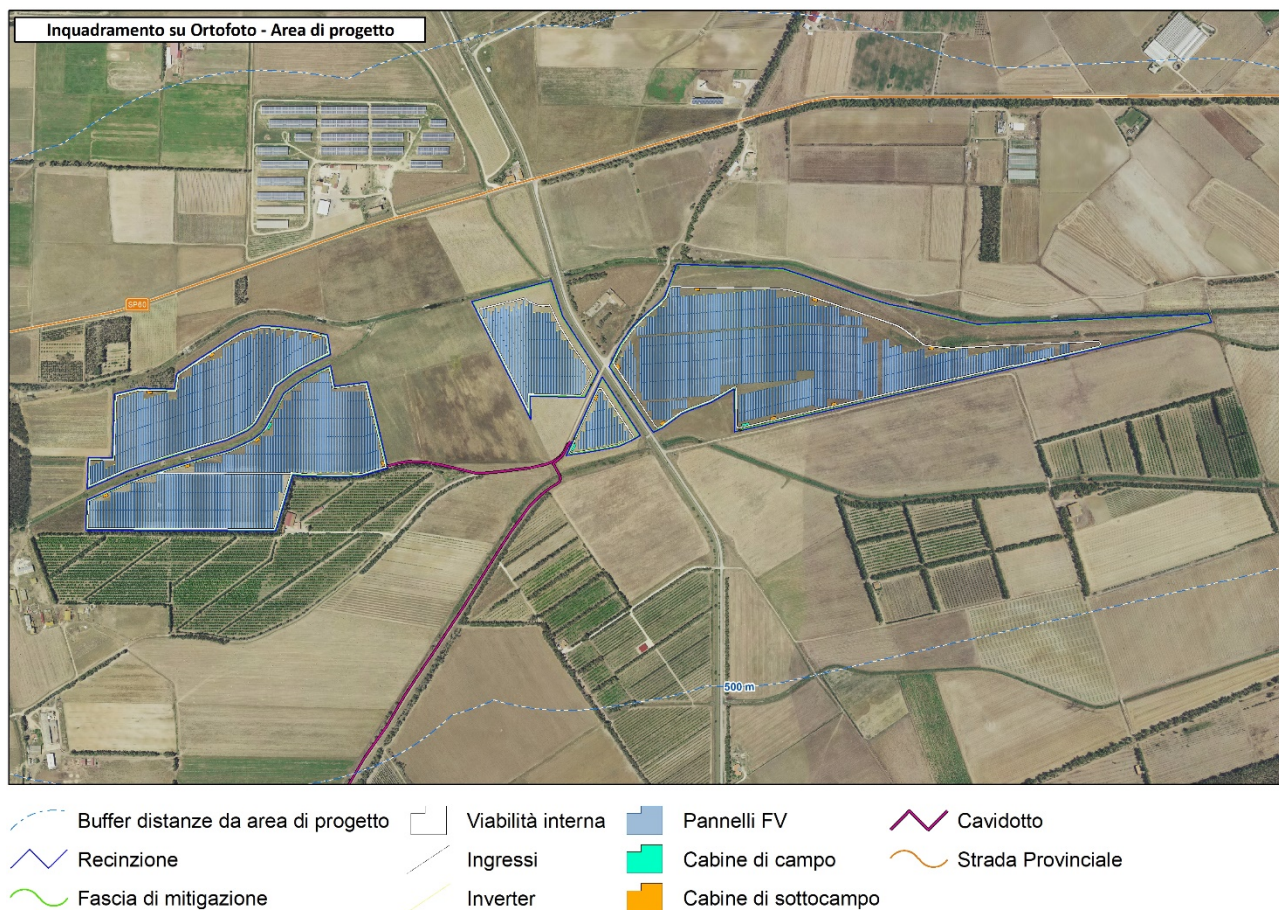 Inquadramento su Ortofoto - Area di progetto
SP80
500 m
Buffer distanze da area di progetto
Viabilità interna
Pannelli FV
Cavidotto
Recinzione
Ingressi
Cabine di campo
Strada Provinciale
Fascia di mitigazione
Inverter
Cabine di sottocampo